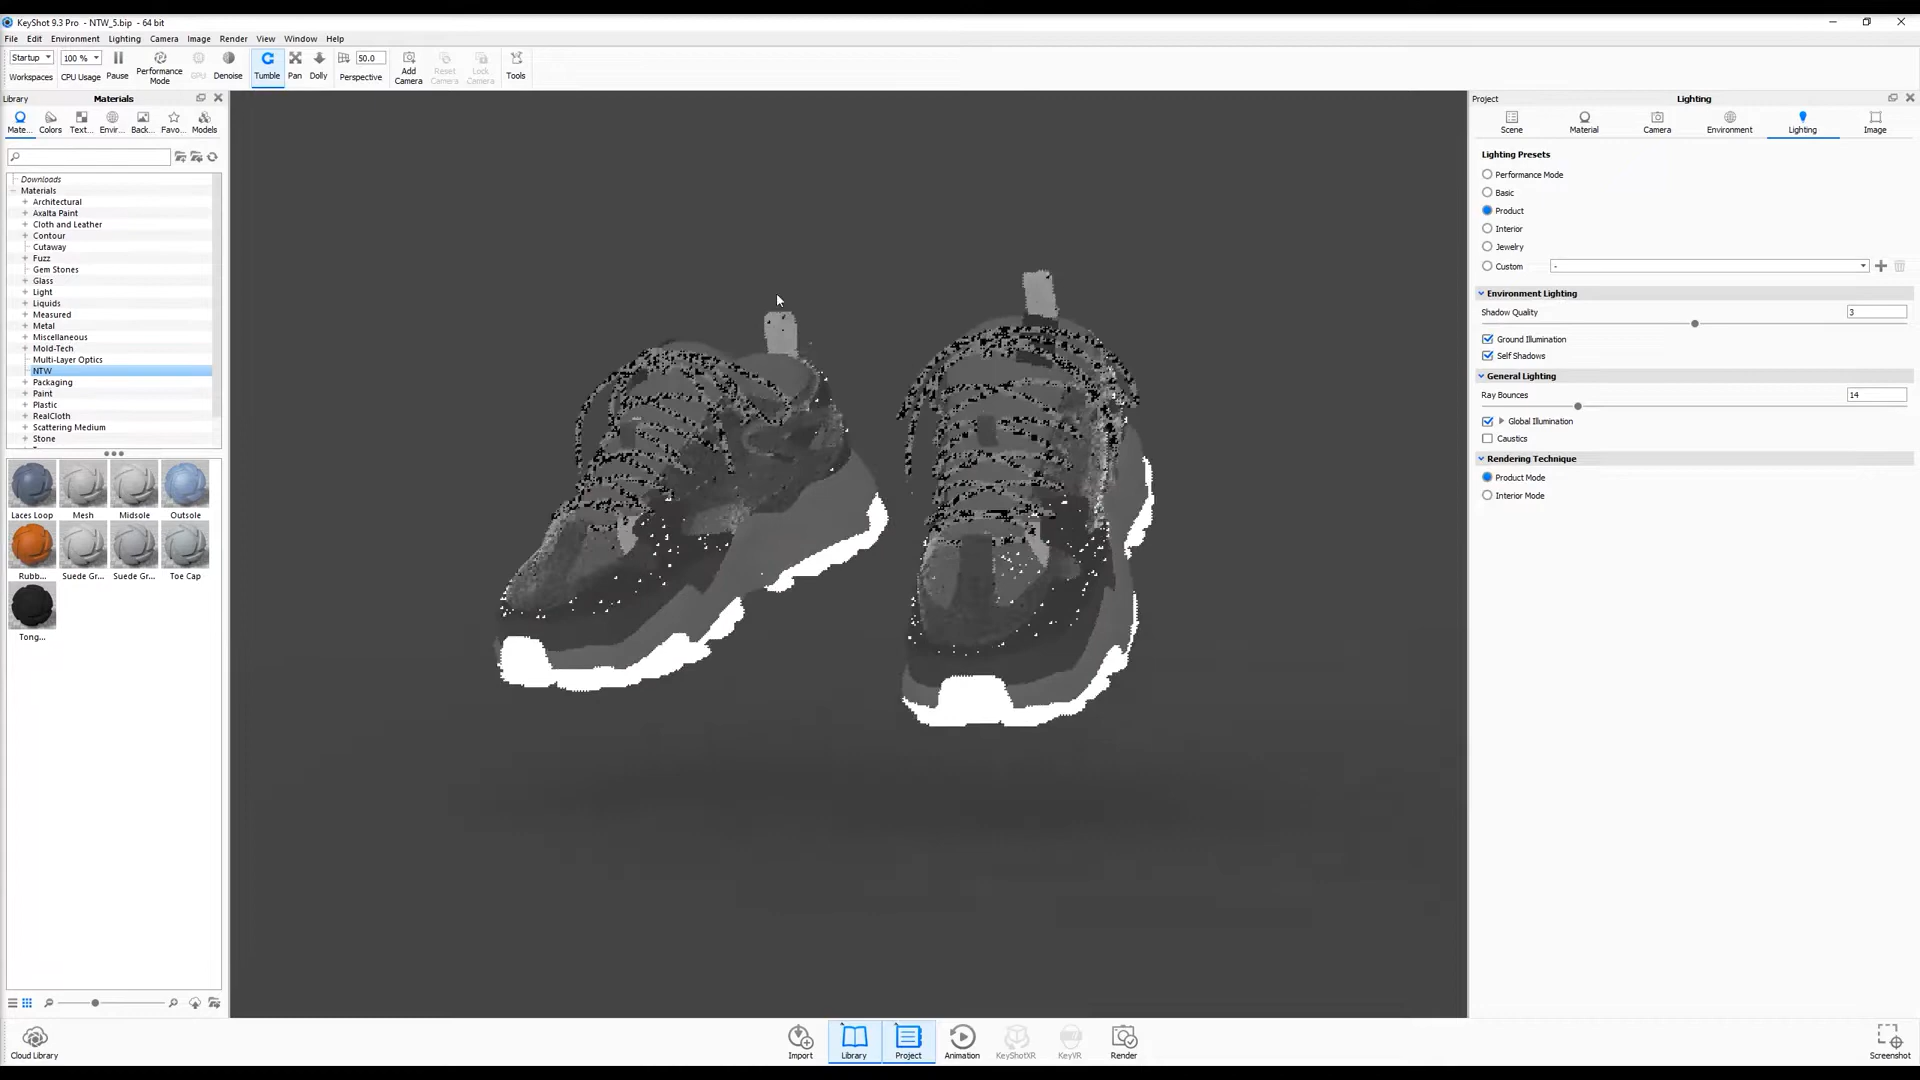 KeyShot 9.3 Pro - NTW_5.bip - 64 bit
File Edit Environment Lighting Camera Image Render View Window Help
Startup 100 % 50.0
Workspaces CPU Usage Pause Performance Mode GPU Denoise Tumble Pan Dolly Perspective Add Camera Reset Camera Lock Camera Tools
Library Materials
Mate... Colors Text... Envir... Back... Favo... Models
Downloads
Materials
Architectural
Axalta Paint
Cloth and Leather
Contour
Cutaway
Fuzz
Gem Stones
Glass
Light
Liquids
Measured
Metal
Miscellaneous
Mold-Tech
Multi-Layer Optics
NTW
Packaging
Paint
Plastic
RealCloth
Scattering Medium
Stone
Laces Loop Mesh Midsole Outsole
Rubb... Suede Gr... Suede Gr... Toe Cap
Tong...
Project Lighting
Scene Material Camera Environment Lighting Image
Lighting Presets
Performance Mode
Basic
Product
Interior
Jewelry
Custom -
Environment Lighting
Shadow Quality 3
Ground Illumination
Self Shadows
General Lighting
Ray Bounces 14
Global Illumination
Caustics
Rendering Technique
Product Mode
Interior Mode
Cloud Library Import Library Project Animation KeyShotXR KeyVR Render Screenshot